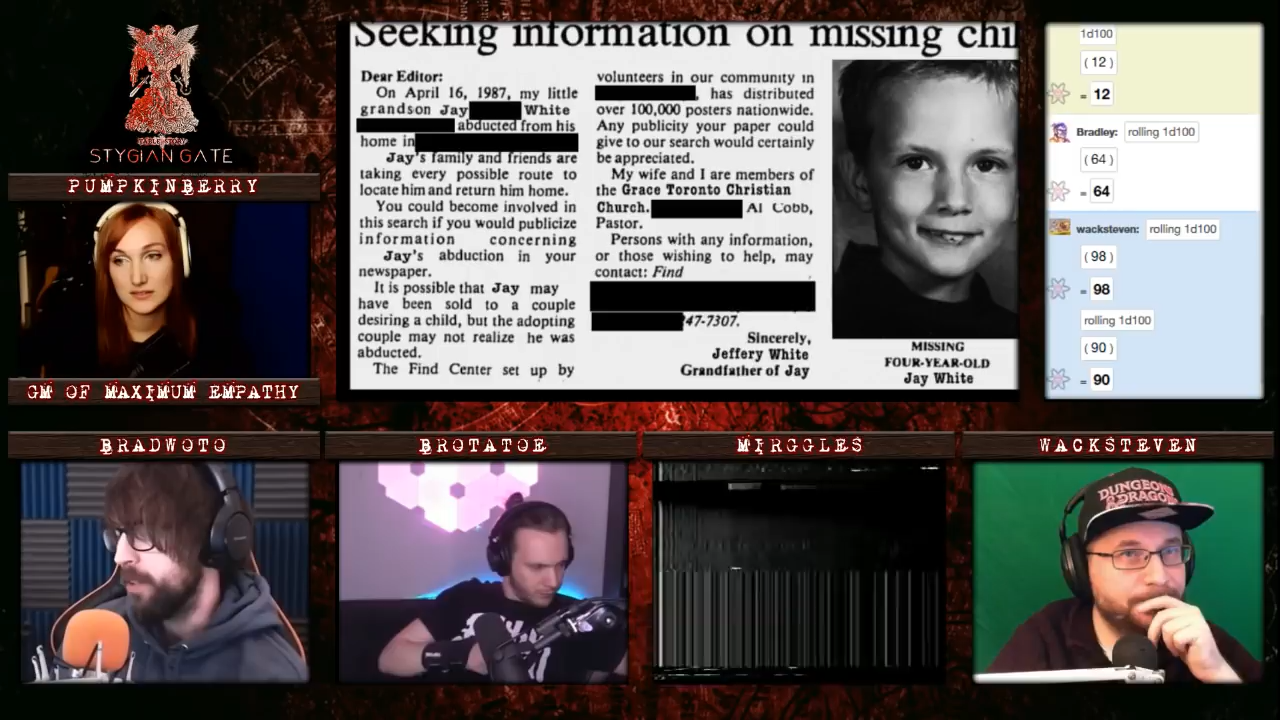 STYGIAN GATE
PUMPKINBERRY
GM OF MAXIMUM EMPATHY
Seeking information on missing chi
Dear Editor:
On April 16, 1987, my little
grandson Jay White
abducted from his
home in
Jay's family and friends are
taking every possible route to
locate him and return him home.
You could become involved in
this search if you would publicize
information concerning
Jay's abduction in your
newspaper.
It is possible that Jay may
have been sold to a couple
desiring a child, but the adopting
couple may not realize he was
abducted.
The Find Center set up by
volunteers in our community in
, has distributed
over 100,000 posters nationwide.
Any publicity your paper could
give to our search would certainly
be appreciated.
My wife and I are members of
the Grace Toronto Christian
Church. Al Cobb,
Pastor.
Persons with any information,
or those wishing to help, may
contact: Find
47-7307.
Sincerely,
Jeffery White
Grandfather of Jay
MISSING
FOUR-YEAR-OLD
Jay White
1d100
(12)
= 12
Bradley: rolling 1d100
(64)
= 64
wacksteven: rolling 1d100
(98)
= 98
rolling 1d100
(90)
= 90
BRADWOTO
BROTATOE
MIRGGLES
WACKSTEVEN
DUNGEONS
& DRAGO